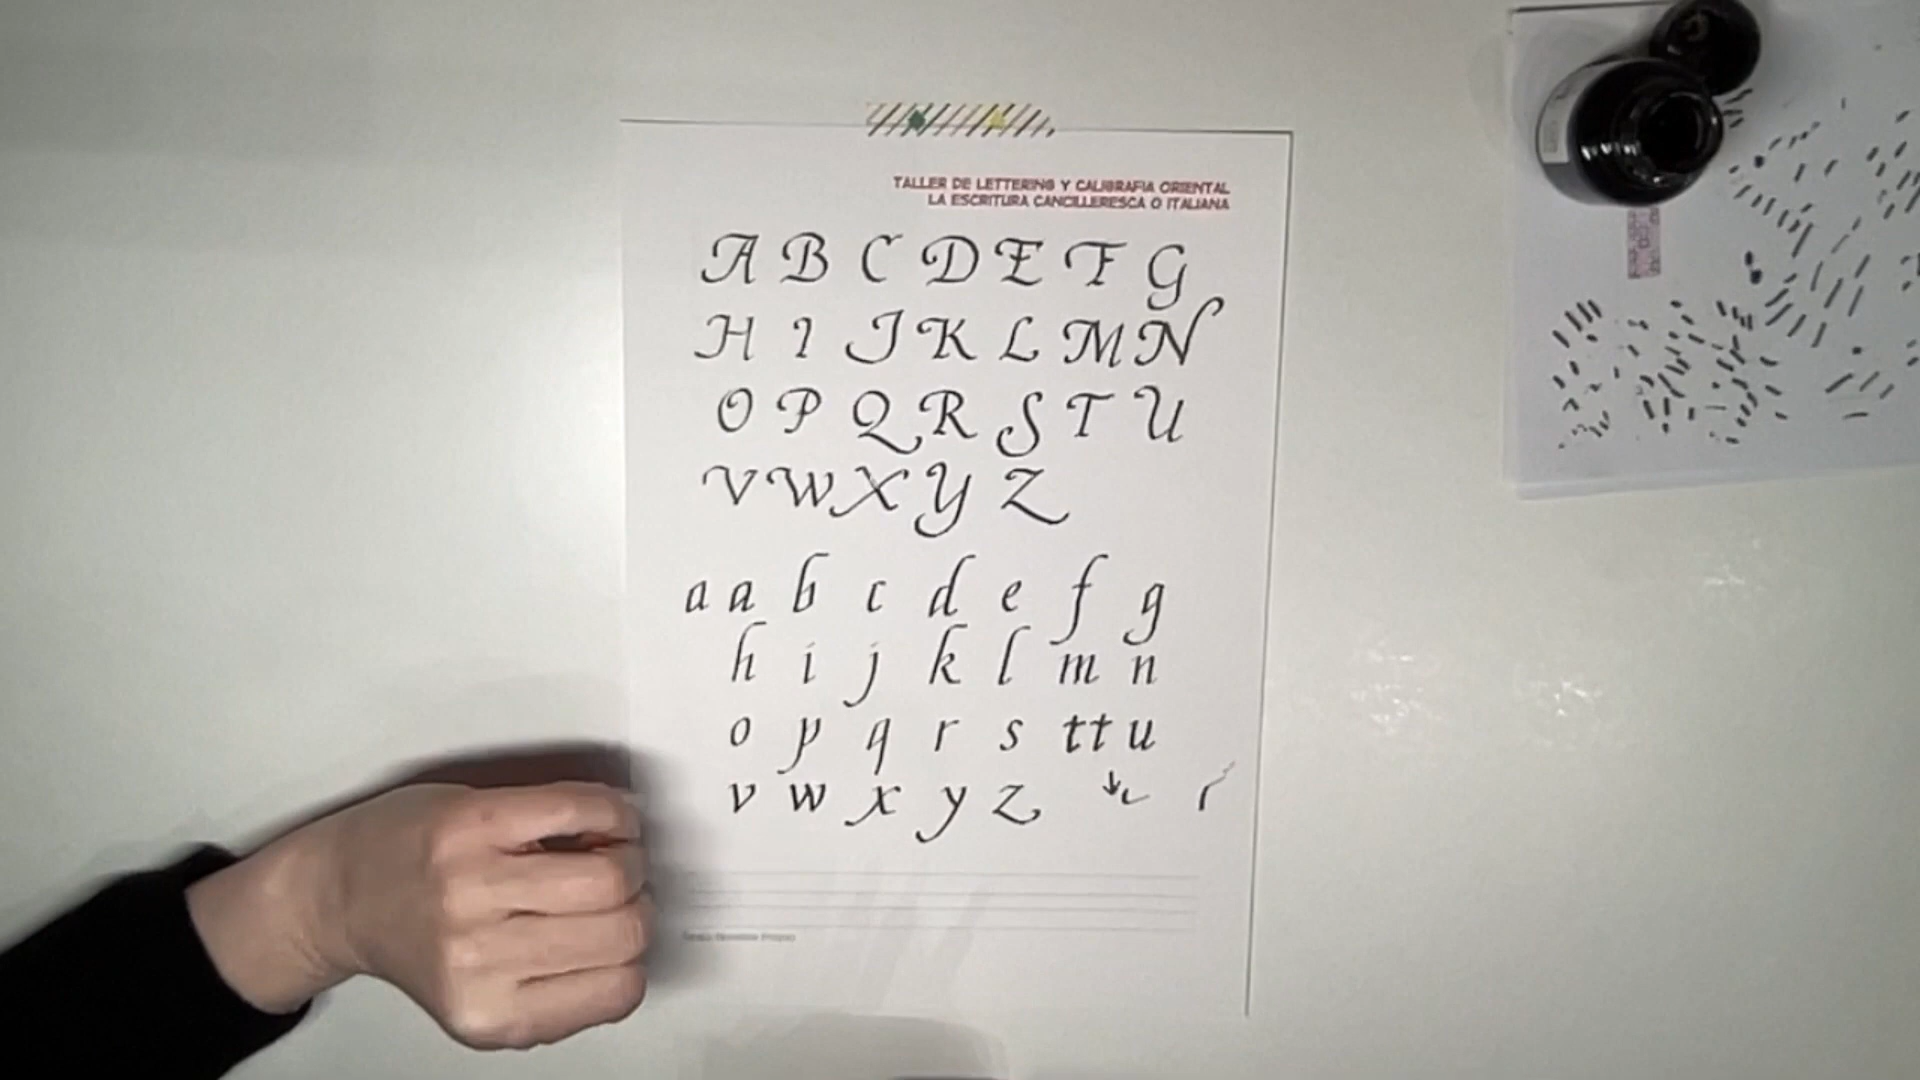 TALLER DE LETTERING Y CALIGRAFIA ORIENTAL
LA ESCRITURA CANCILLERESCA O ITALIANA
A B C D E F G
H I J K L M N
O P Q R S T U
V W X Y Z
a a b c d e f g
h i j k l m n
o p q r s t t u
v w x y z